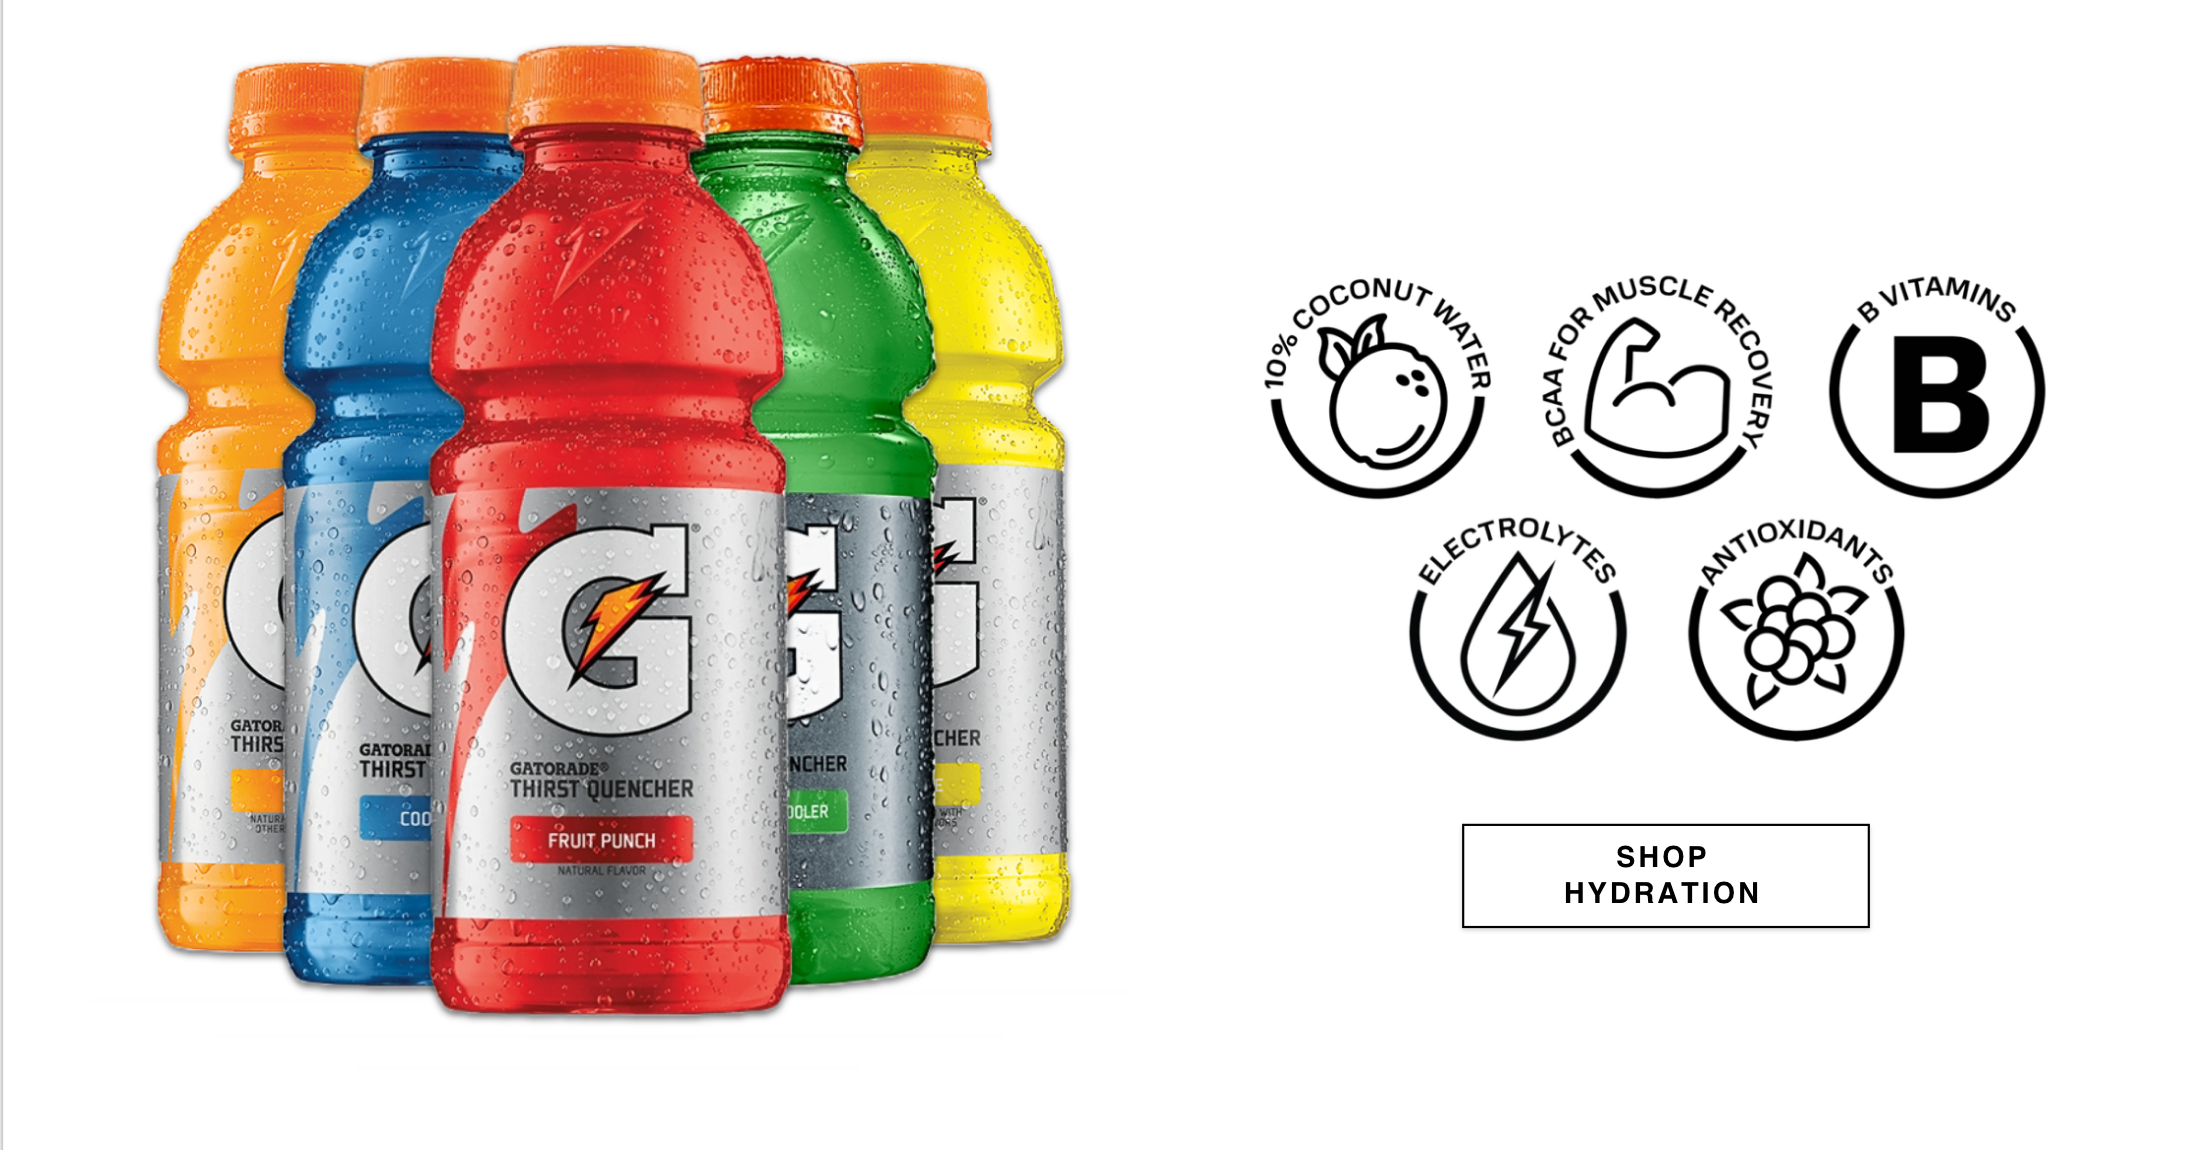 G
GATORADE®
THIRST QUENCHER
FRUIT PUNCH
NATURAL FLAVOR
THIRST
10% COCONUT WATER
BCAA FOR MUSCLE RECOVERY
B VITAMINS
B
ELECTROLYTES
ANTIOXIDANTS
SHOP
HYDRATION